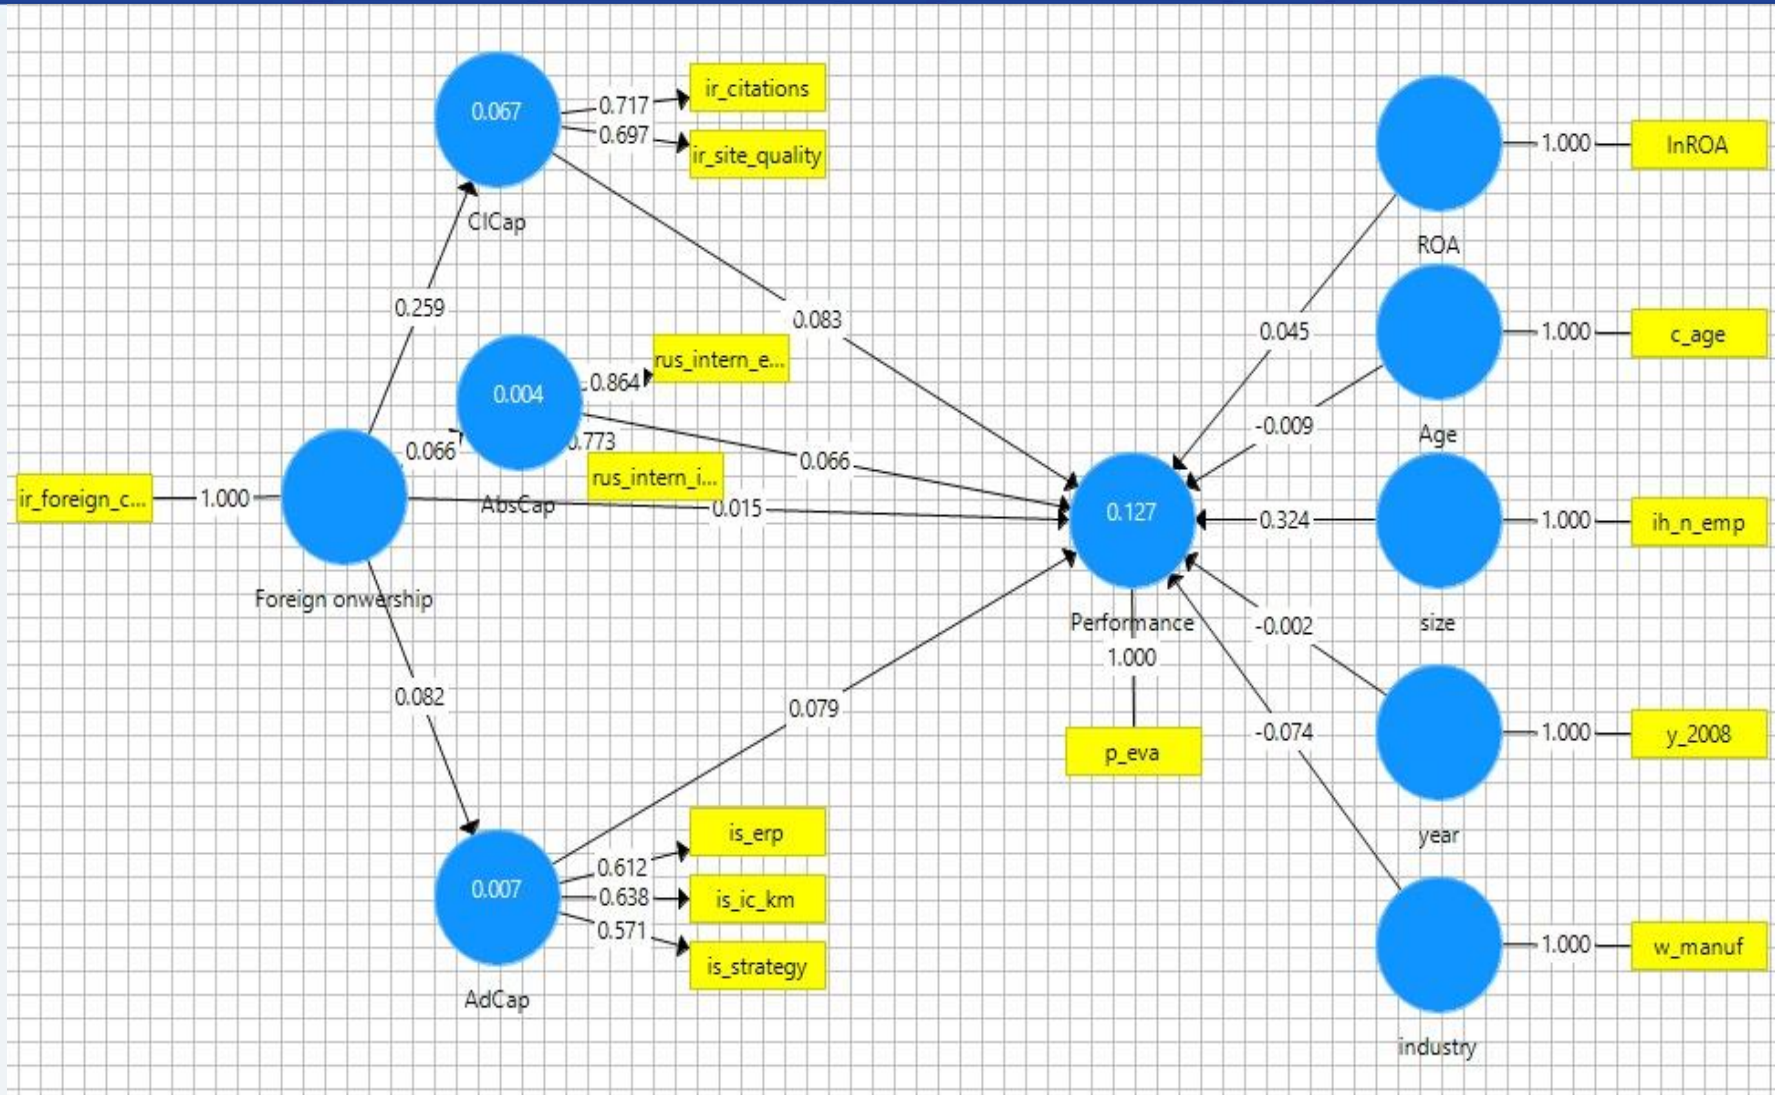 0.067
CICap
0.717
ir_citations
0.697
ir_site_quality
0.259
0.083
0.004
AbsCap
0.864
rus_intern_e...
0.773
rus_intern_i...
0.066
0.066
ir_foreign_c...
1.000
Foreign onwership
0.015
0.082
0.079
0.007
AdCap
0.612
is_erp
0.638
is_ic_km
0.571
is_strategy
0.127
Performance
1.000
p_eva
ROA
1.000
lnROA
0.045
Age
1.000
c_age
-0.009
size
1.000
ih_n_emp
0.324
year
1.000
y_2008
-0.002
industry
1.000
w_manuf
-0.074